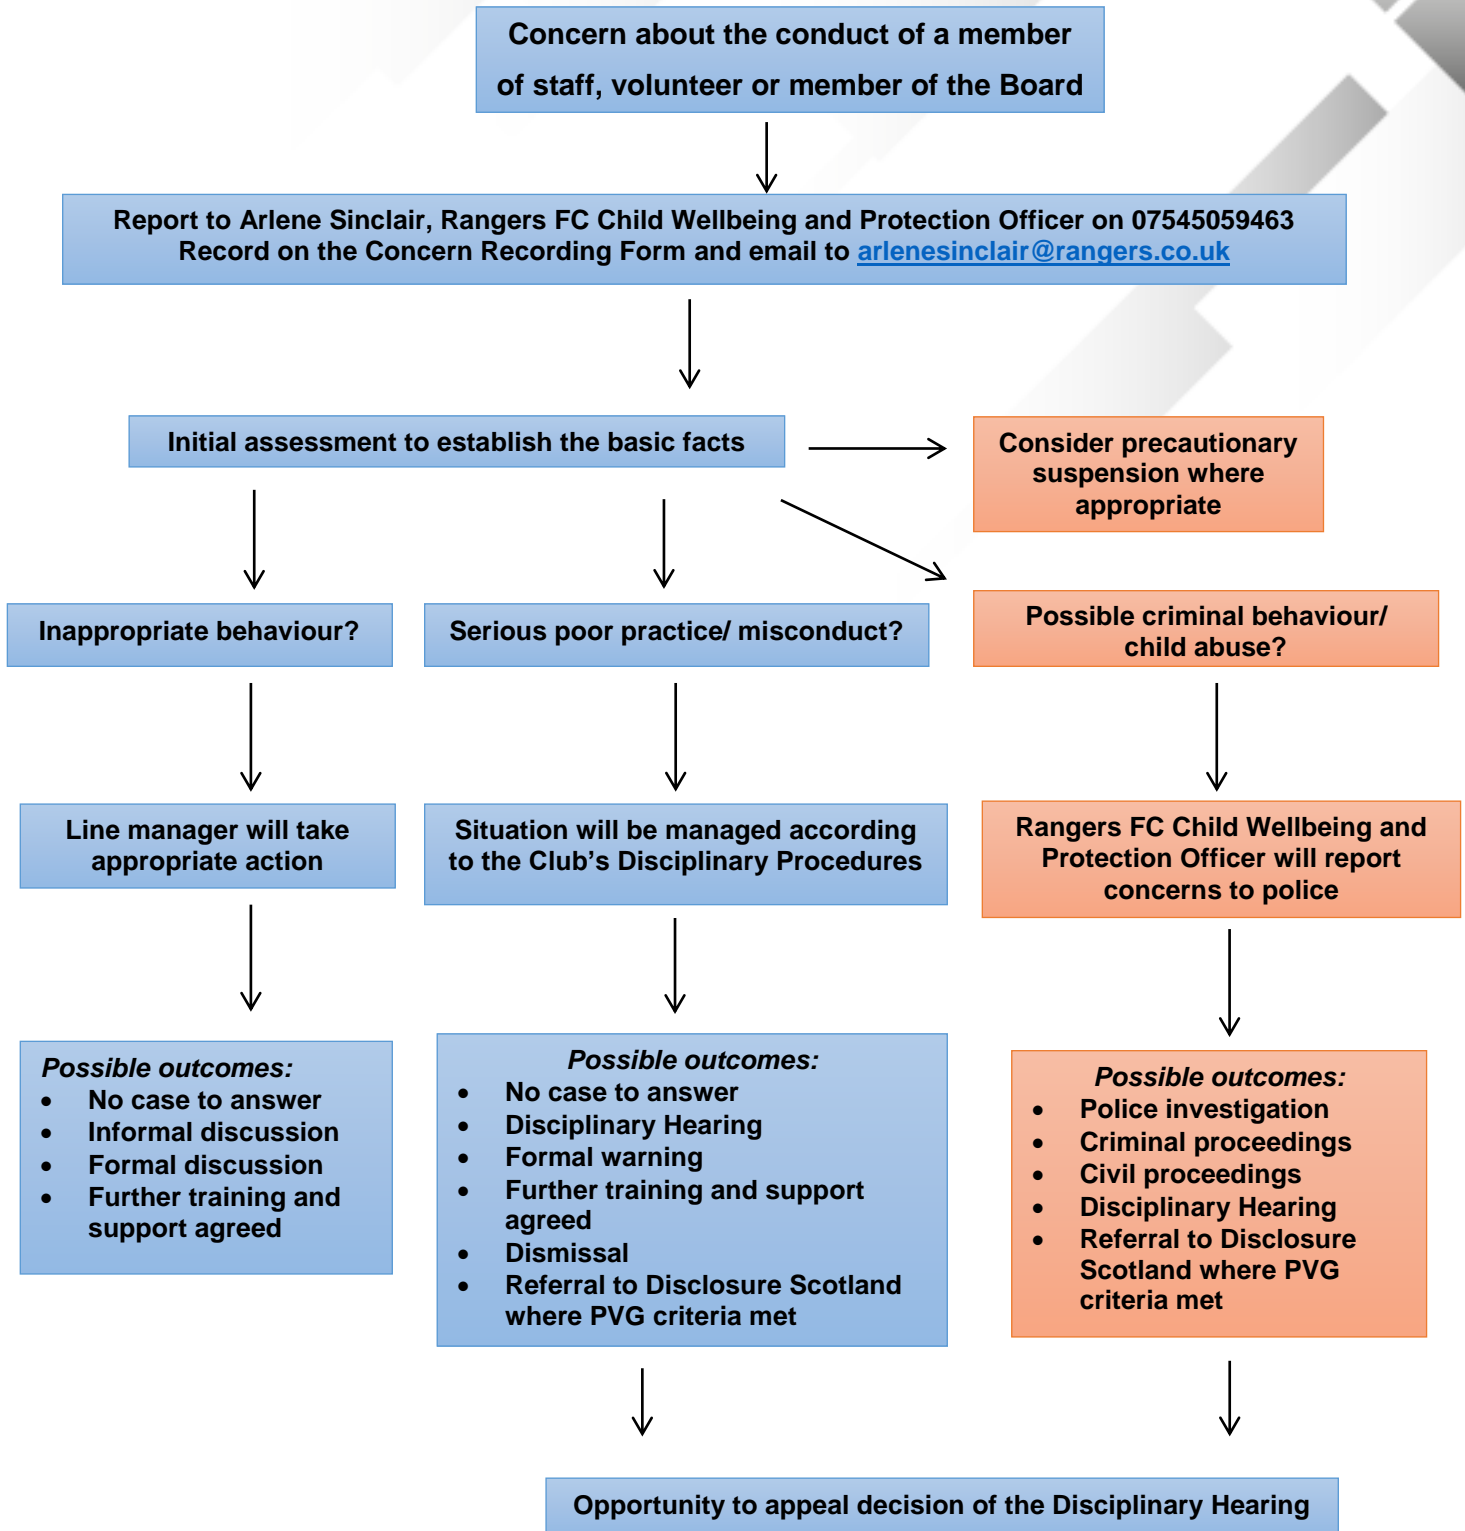 Concern about the conduct of a member
of staff, volunteer or member of the Board
Report to Arlene Sinclair, Rangers FC Child Wellbeing and Protection Officer on 07545059463
Record on the Concern Recording Form and email to arlenesinclair@rangers.co.uk
Initial assessment to establish the basic facts
Consider precautionary
suspension where
appropriate
Inappropriate behaviour?
Serious poor practice/ misconduct?
Possible criminal behaviour/
child abuse?
Line manager will take
appropriate action
Situation will be managed according
to the Club's Disciplinary Procedures
Rangers FC Child Wellbeing and
Protection Officer will report
concerns to police
Possible outcomes:
• No case to answer
• Informal discussion
• Formal discussion
• Further training and
support agreed
Possible outcomes:
• No case to answer
• Disciplinary Hearing
• Formal warning
• Further training and support
agreed
• Dismissal
• Referral to Disclosure Scotland
where PVG criteria met
Possible outcomes:
• Police investigation
• Criminal proceedings
• Civil proceedings
• Disciplinary Hearing
• Referral to Disclosure
Scotland where PVG
criteria met
Opportunity to appeal decision of the Disciplinary Hearing